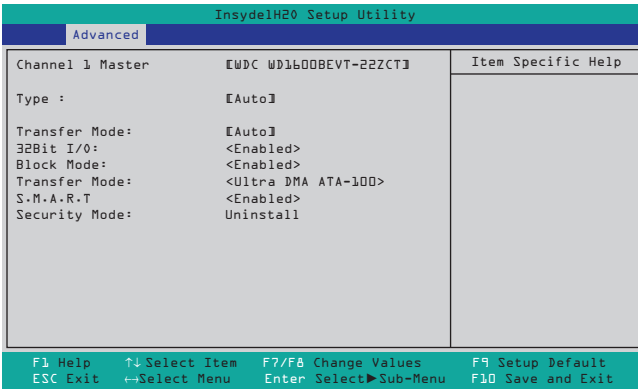 InsydeH20 Setup Utility
Advanced
Channel 1 Master [WDC WD1600BEVT-22ZCT]
Item Specific Help
Type : [Auto]
Transfer Mode: [Auto]
32Bit I/O: <Enabled>
Block Mode: <Enabled>
Transfer Mode: <Ultra DMA ATA-100>
S.M.A.R.T <Enabled>
Security Mode: Uninstall
F1 Help ↑↓ Select Item F7/F8 Change Values F9 Setup Default
ESC Exit ↔Select Menu Enter Select►Sub-Menu F10 Save and Exit